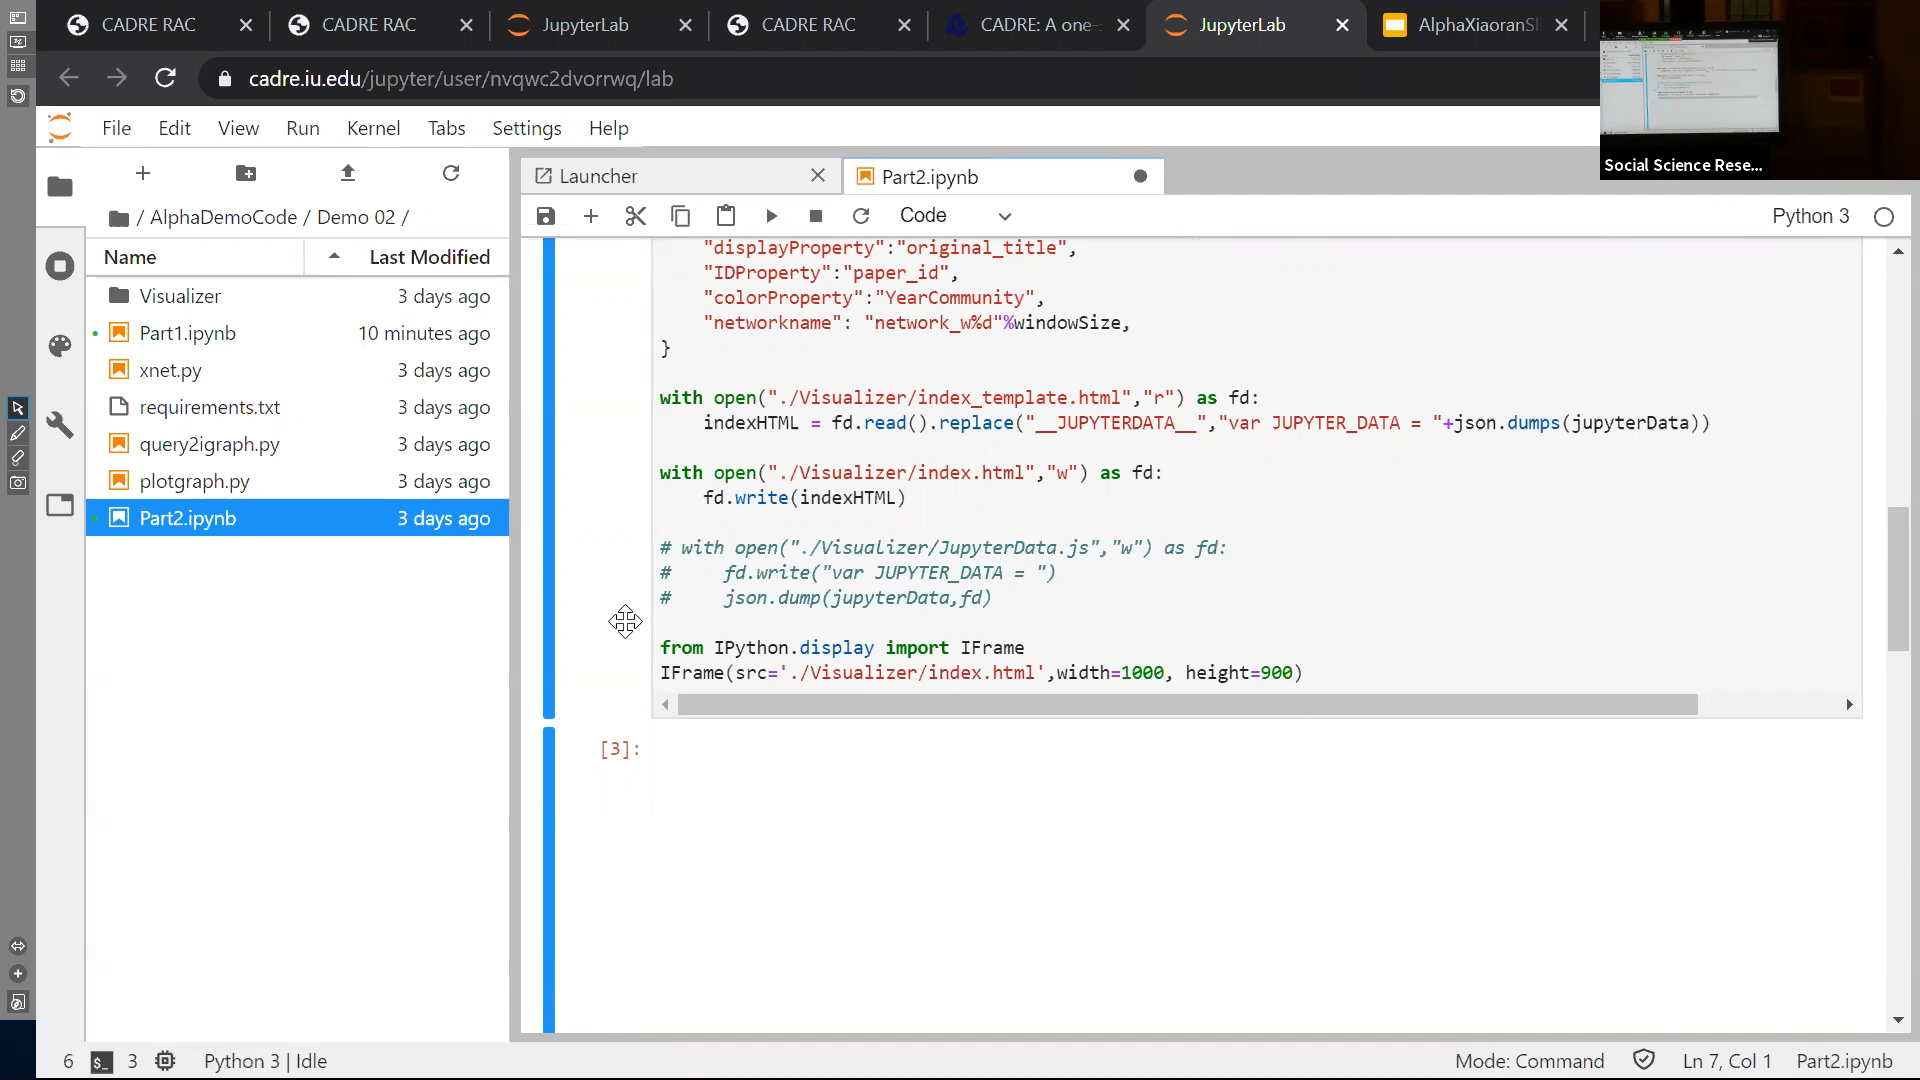 CADRE RAC
CADRE RAC
JupyterLab
CADRE RAC
CADRE: A one-
JupyterLab
AlphaXiaoranSli
cadre.iu.edu/jupyter/user/nvqwc2dvorrwq/lab
Social Science Rese...
File Edit View Run Kernel Tabs Settings Help
/ AlphaDemoCode / Demo 02 /
Name Last Modified
Visualizer 3 days ago
Part1.ipynb 10 minutes ago
xnet.py 3 days ago
requirements.txt 3 days ago
query2igraph.py 3 days ago
plotgraph.py 3 days ago
Part2.ipynb 3 days ago
Launcher
Part2.ipynb
Code
Python 3
"displayProperty":"original_title",
"IDProperty":"paper_id",
"colorProperty":"YearCommunity",
"networkname": "network_w%d"%windowSize,
}
with open("./Visualizer/index_template.html","r") as fd:
indexHTML = fd.read().replace("__JUPYTERDATA__","var JUPYTER_DATA = "+json.dumps(jupyterData))
with open("./Visualizer/index.html","w") as fd:
fd.write(indexHTML)
# with open("./Visualizer/JupyterData.js","w") as fd:
#     fd.write("var JUPYTER_DATA = ")
#     json.dump(jupyterData,fd)
from IPython.display import IFrame
IFrame(src='./Visualizer/index.html',width=1000, height=900)
[3]:
6 $_ 3 Python 3 | Idle
Mode: Command Ln 7, Col 1 Part2.ipynb